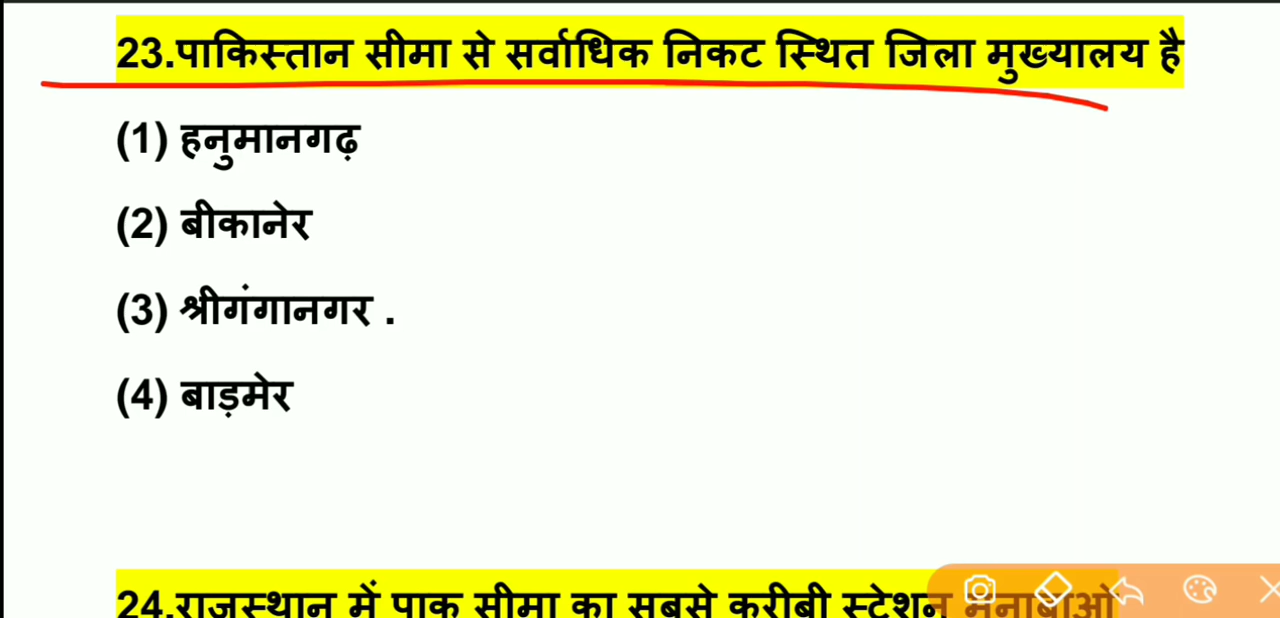 23.पाकिस्तान सीमा से सर्वाधिक निकट स्थित जिला मुख्यालय है
(1) हनुमानगढ़
(2) बीकानेर
(3) श्रीगंगानगर .
(4) बाड़मेर
24.राजस्थान में पाक सीमा का सबसे करीबी स्टेशन